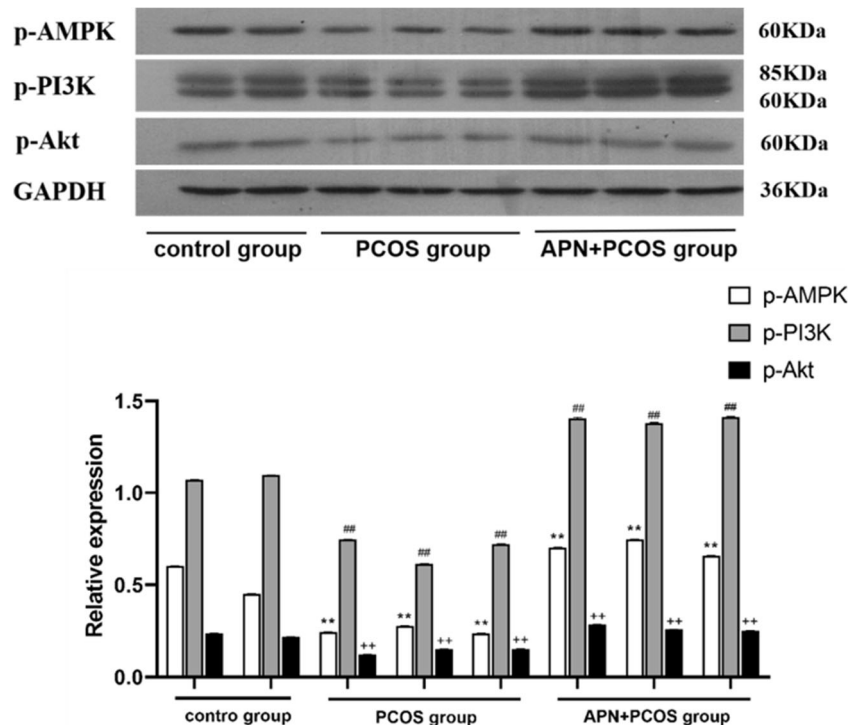 p-AMPK 60KDa
p-PI3K 85KDa
60KDa
p-Akt 60KDa
GAPDH 36KDa
control group PCOS group APN+PCOS group
p-AMPK
p-PI3K
p-Akt
Relative expression
1.5
1.0
0.5
0.0
## ## ##
** ** **
++ ++ ++
## ## ##
** ** **
++ ++ ++
contro group PCOS group APN+PCOS group